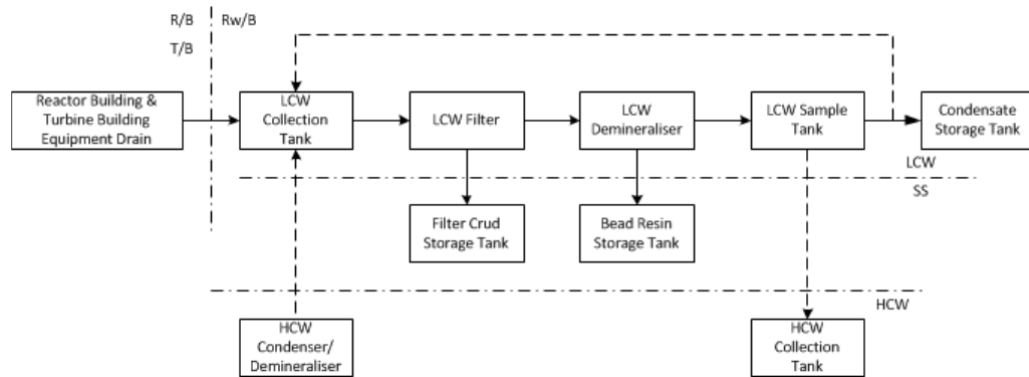 R/B
Rw/B
T/B
Reactor Building &
Turbine Building
Equipment Drain
LCW
Collection
Tank
LCW Filter
LCW
Demineraliser
LCW Sample
Tank
Condensate
Storage Tank
LCW
SS
Filter Crud
Storage Tank
Bead Resin
Storage Tank
HCW
HCW
Condenser/
Demineraliser
HCW
Collection
Tank